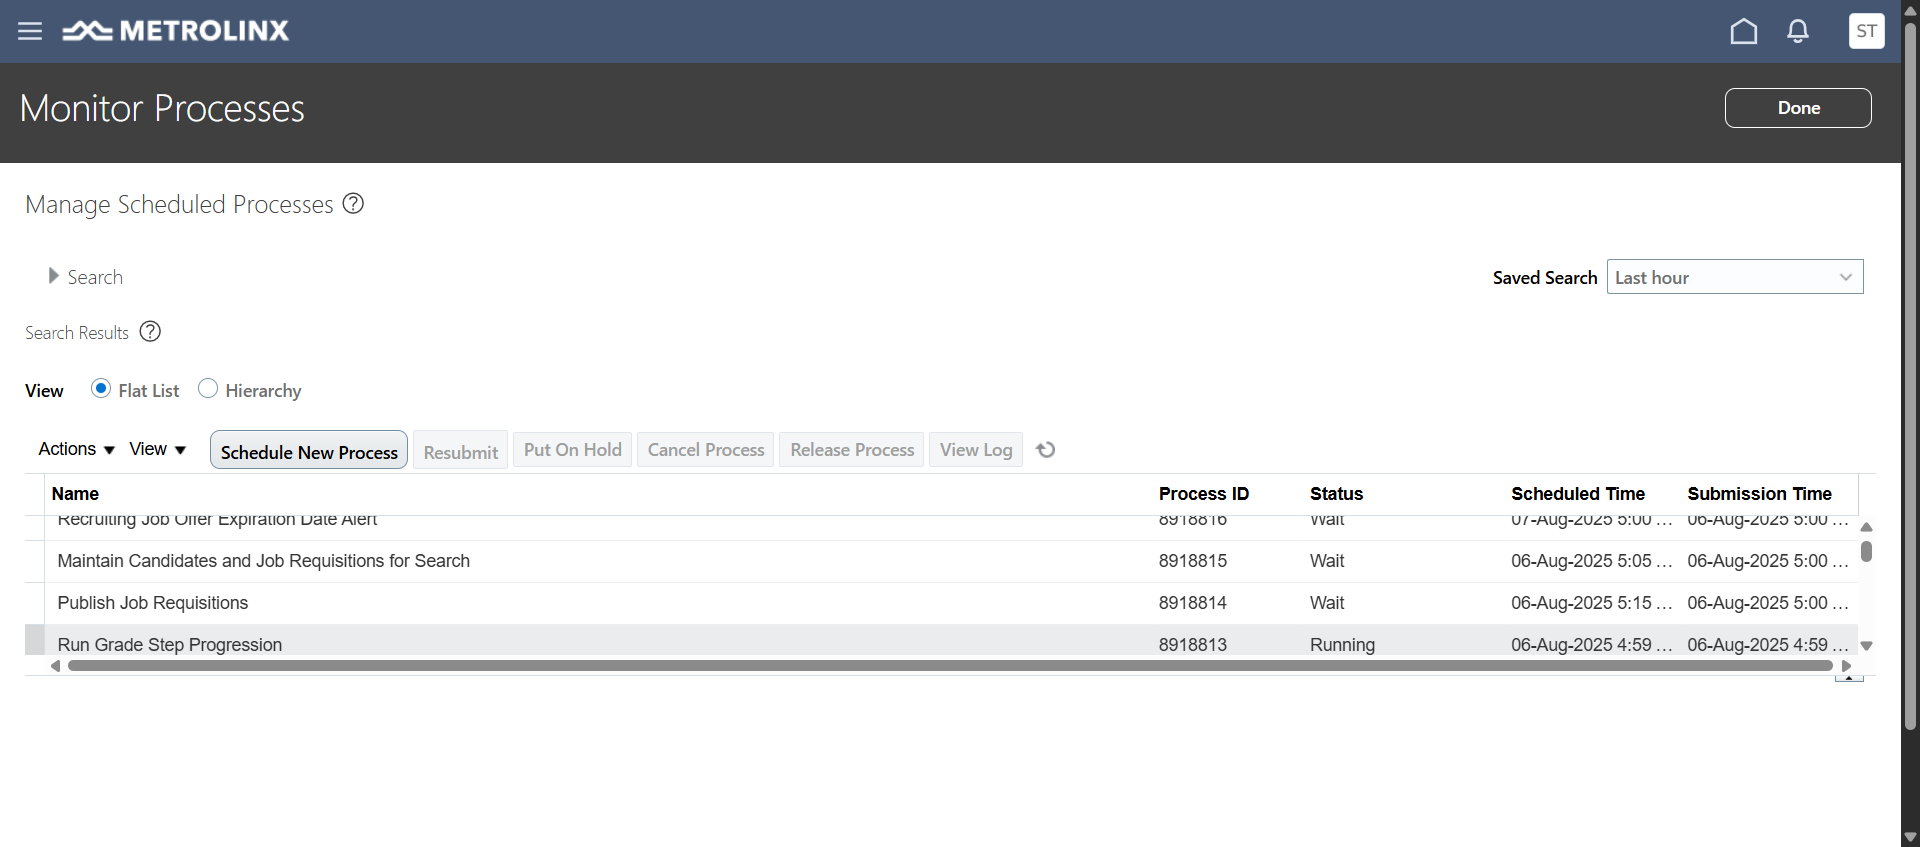 METROLINX
ST
Monitor Processes
Done
Manage Scheduled Processes
Search
Saved Search Last hour
Search Results
View Flat List Hierarchy
Actions View Schedule New Process Resubmit Put On Hold Cancel Process Release Process View Log
Name Process ID Status Scheduled Time Submission Time
Recruiting Job Offer Expiration Date Alert 8918816 Wait 07-Aug-2025 5:00 ... 06-Aug-2025 5:00 ...
Maintain Candidates and Job Requisitions for Search 8918815 Wait 06-Aug-2025 5:05 ... 06-Aug-2025 5:00 ...
Publish Job Requisitions 8918814 Wait 06-Aug-2025 5:15 ... 06-Aug-2025 5:00 ...
Run Grade Step Progression 8918813 Running 06-Aug-2025 4:59 ... 06-Aug-2025 4:59 ...